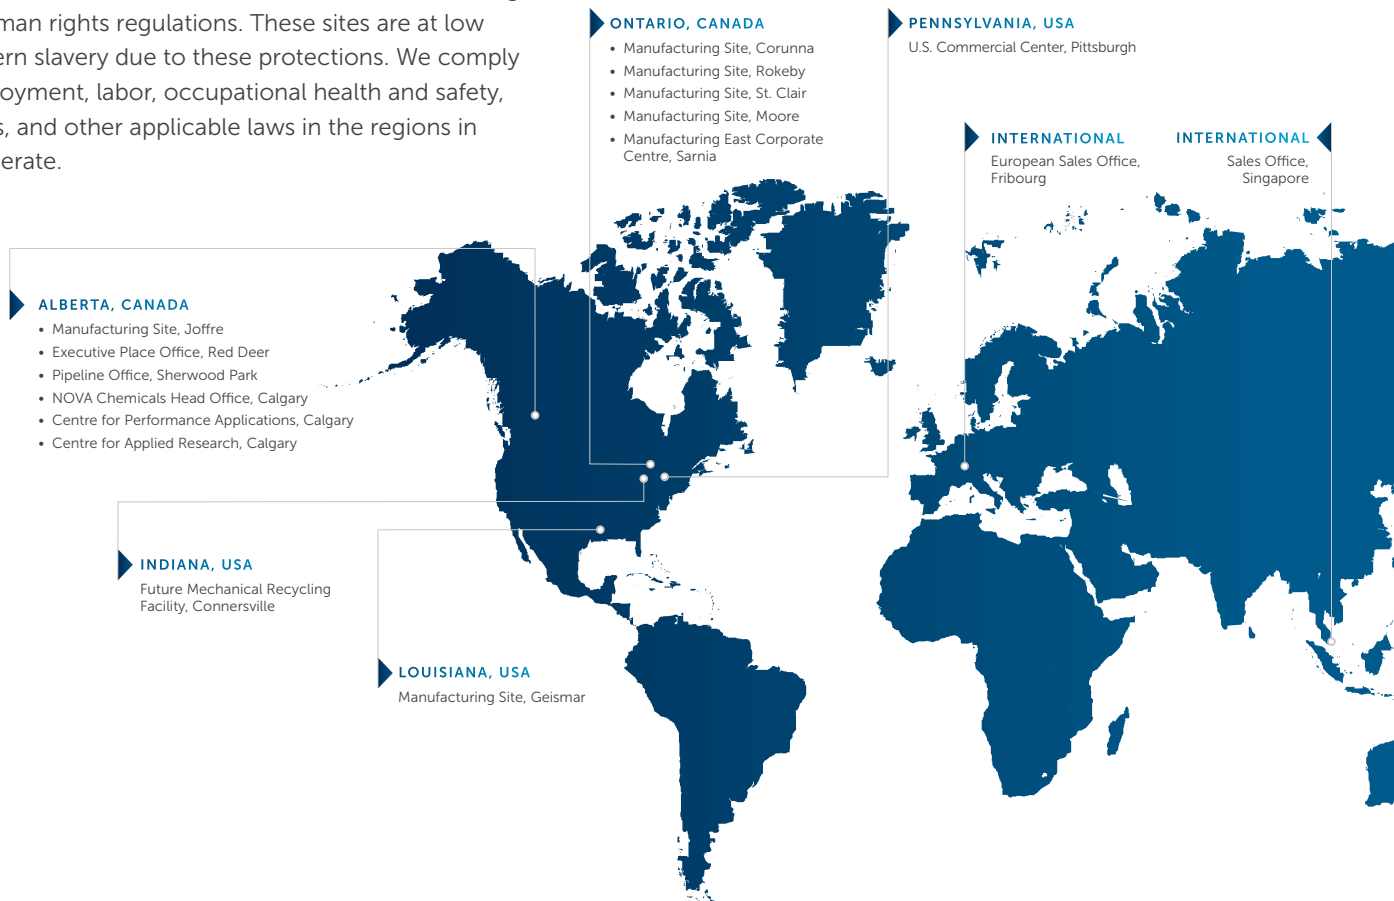 man rights regulations. These sites are at low
ern slavery due to these protections. We comply
oyment, labor, occupational health and safety,
s, and other applicable laws in the regions in
erate.
ONTARIO, CANADA
• Manufacturing Site, Corunna
• Manufacturing Site, Rokeby
• Manufacturing Site, St. Clair
• Manufacturing Site, Moore
• Manufacturing East Corporate
Centre, Sarnia
PENNSYLVANIA, USA
U.S. Commercial Center, Pittsburgh
INTERNATIONAL
European Sales Office,
Fribourg
INTERNATIONAL
Sales Office,
Singapore
ALBERTA, CANADA
• Manufacturing Site, Joffre
• Executive Place Office, Red Deer
• Pipeline Office, Sherwood Park
• NOVA Chemicals Head Office, Calgary
• Centre for Performance Applications, Calgary
• Centre for Applied Research, Calgary
INDIANA, USA
Future Mechanical Recycling
Facility, Connersville
LOUISIANA, USA
Manufacturing Site, Geismar